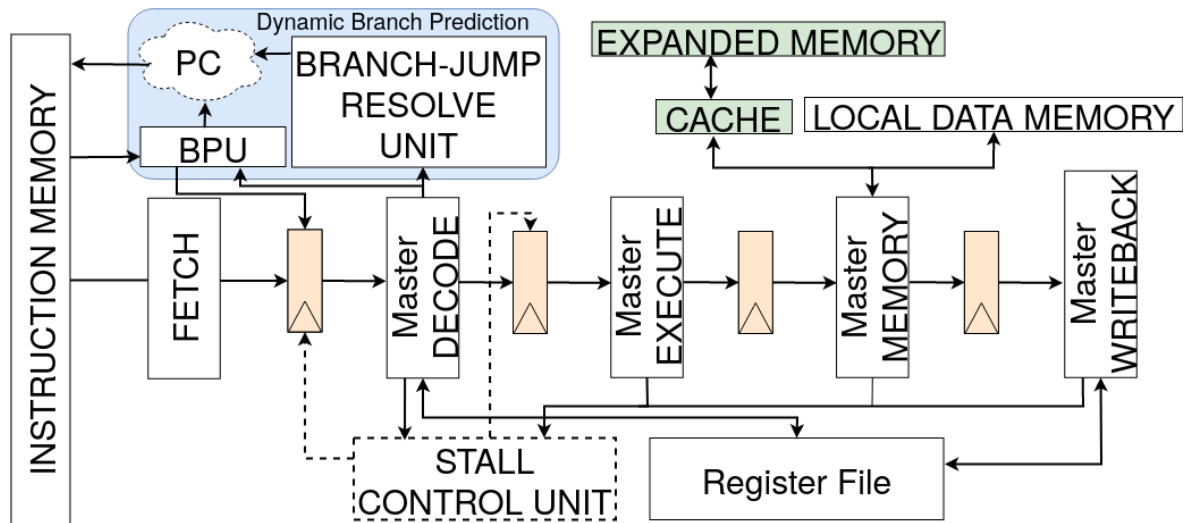 Dynamic Branch Prediction
EXPANDED MEMORY
PC
BRANCH-JUMP
RESOLVE
UNIT
CACHE
LOCAL DATA MEMORY
BPU
INSTRUCTION MEMORY
FETCH
Master
DECODE
Master
EXECUTE
Master
MEMORY
Master
WRITEBACK
STALL
CONTROL UNIT
Register File